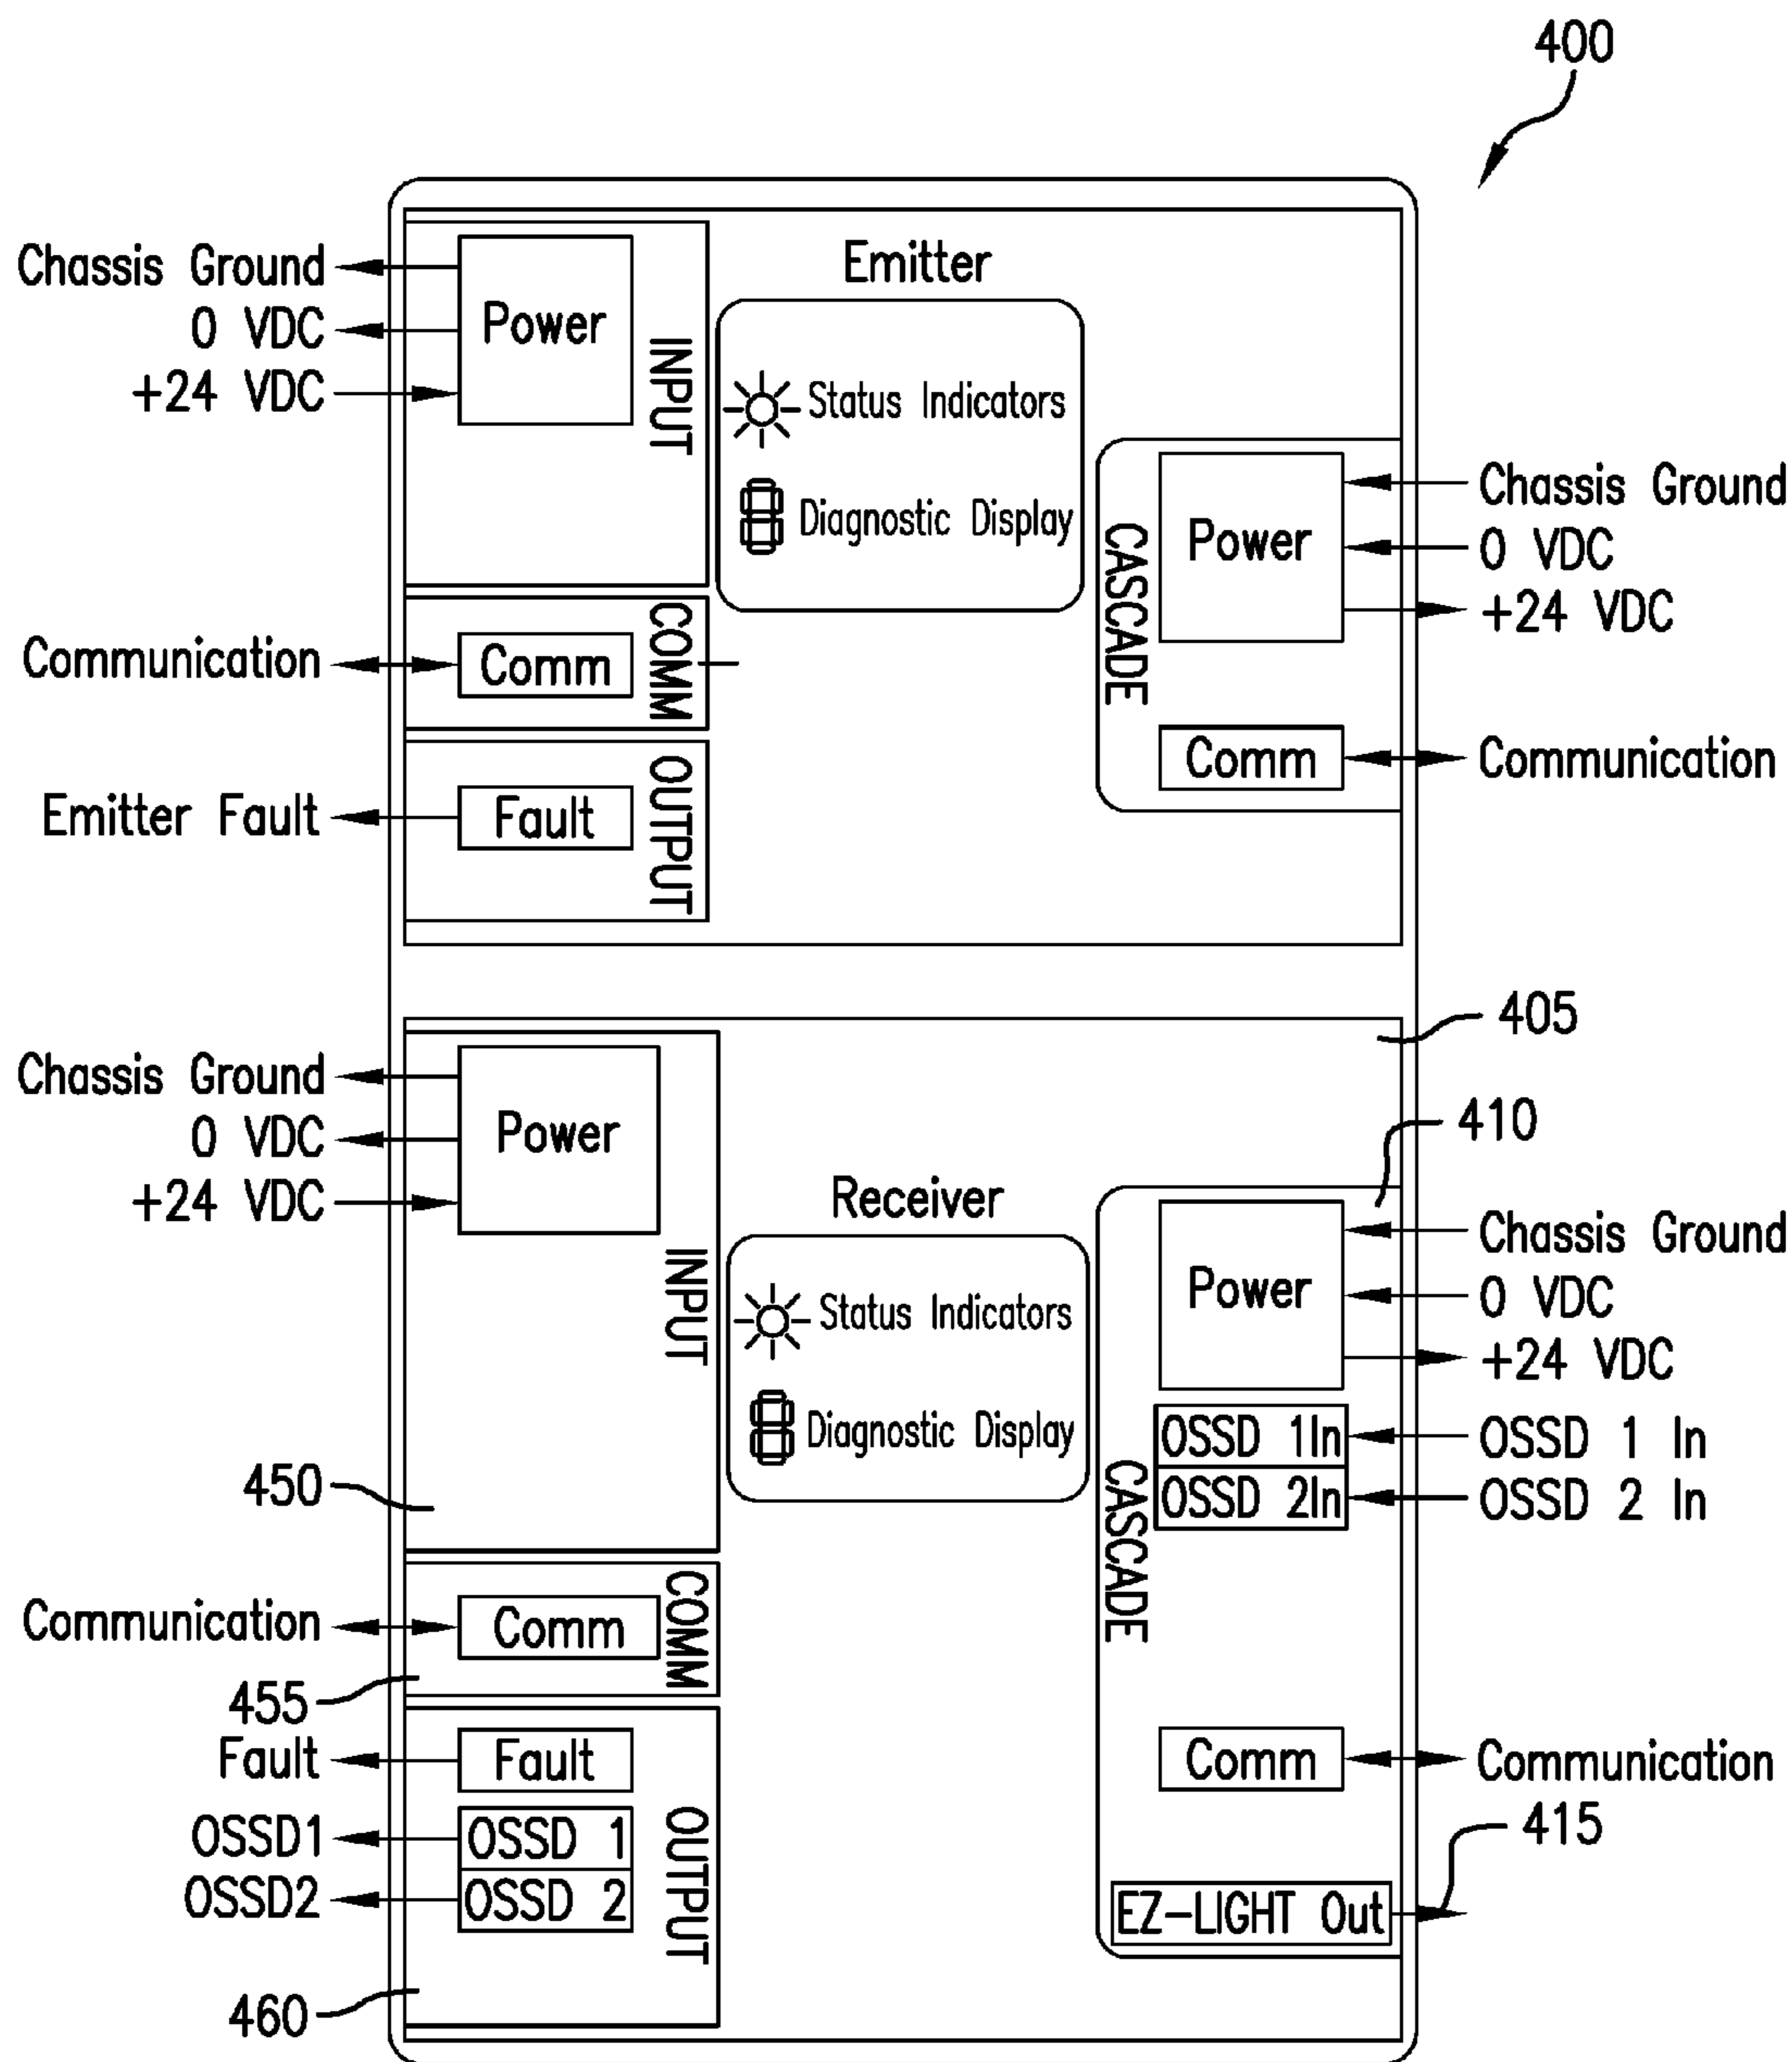 400
Emitter
Chassis Ground
0 VDC
+24 VDC
Power
INPUT
Status Indicators
Diagnostic Display
CASCADE
Power
Chassis Ground
0 VDC
+24 VDC
Communication
Comm
COMM
Comm
Communication
Emitter Fault
Fault
OUTPUT
405
Chassis Ground
0 VDC
+24 VDC
Power
INPUT
450
Receiver
Status Indicators
Diagnostic Display
410
CASCADE
Power
Chassis Ground
0 VDC
+24 VDC
OSSD 1In
OSSD 1 In
OSSD 2In
OSSD 2 In
Communication
Comm
COMM
455
Fault
Fault
OSSD1
OSSD 1
OSSD2
OSSD 2
OUTPUT
460
Comm
Communication
415
EZ-LIGHT Out